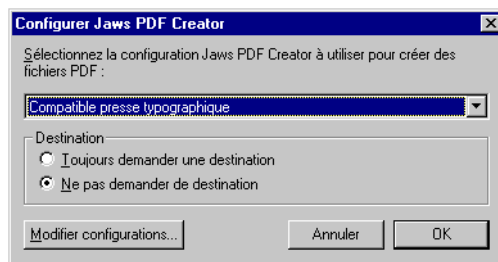 Configurer Jaws PDF Creator
Sélectionnez la configuration Jaws PDF Creator à utiliser pour créer des
fichiers PDF :
Compatible presse typographique
Destination
Toujours demander une destination
Ne pas demander de destination
Modifier configurations...
Annuler
OK